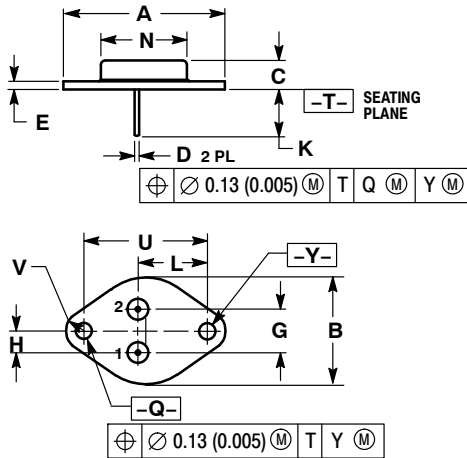 A
N
C
E
–T– SEATING PLANE
K
D 2 PL
⌖ ∅ 0.13 (0.005) Ⓜ T Q Ⓜ Y Ⓜ
U
V
L
–Y–
2
H
G
B
1
–Q–
⌖ ∅ 0.13 (0.005) Ⓜ T Y Ⓜ